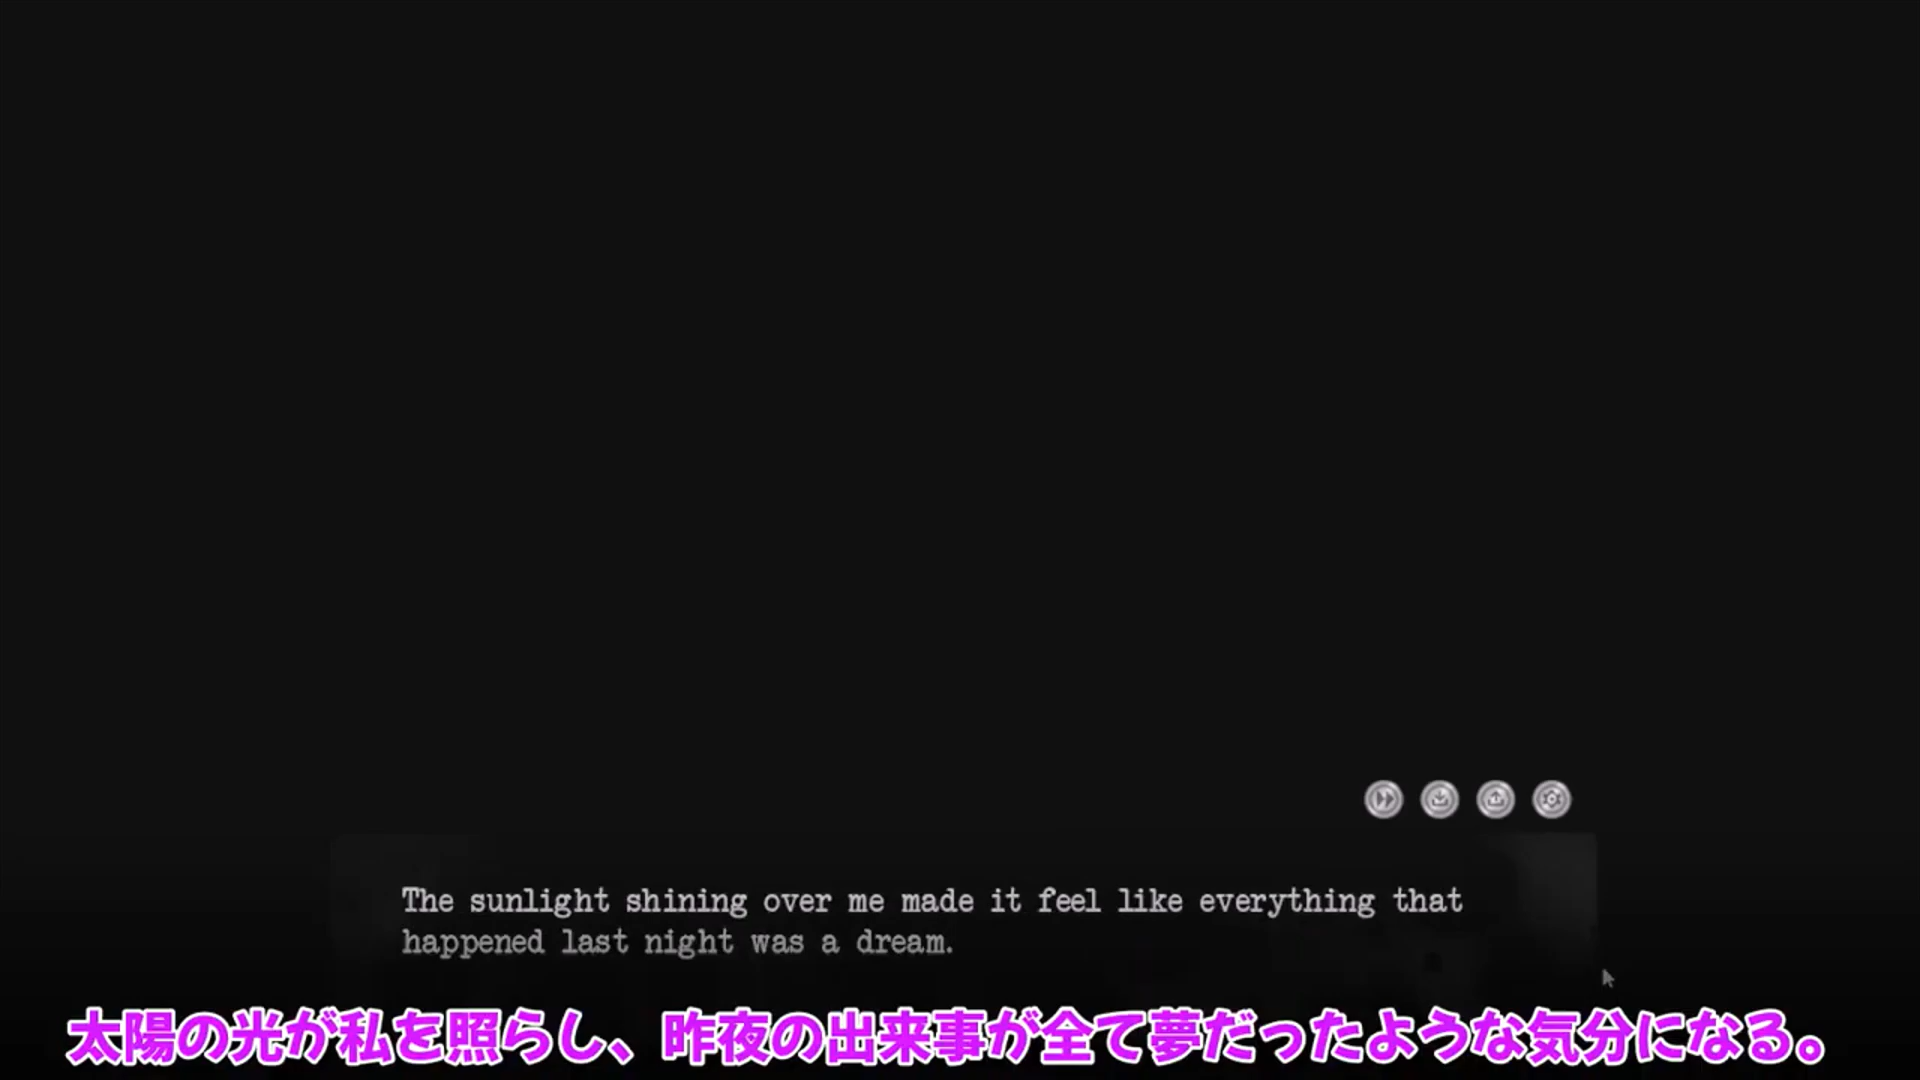 The sunlight shining over me made it feel like everything that
happened last night was a dream.
太陽の光が私を照らし、昨夜の出来事が全て夢だったような気分になる。